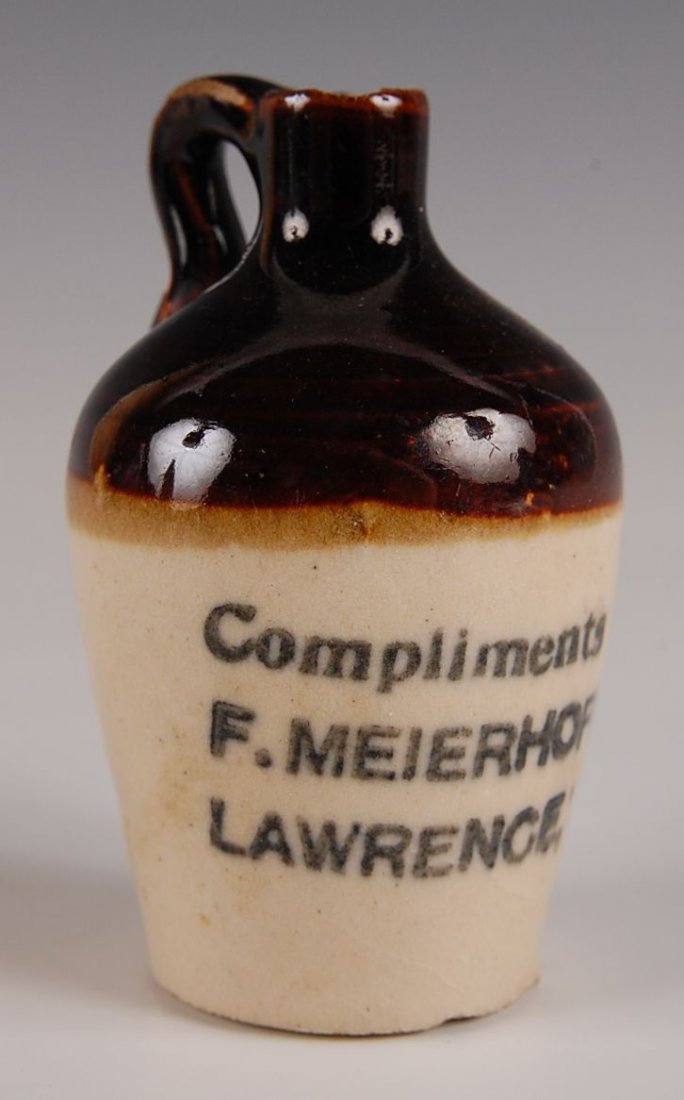 Compliments
F. MEIERHOF
LAWRENCE,